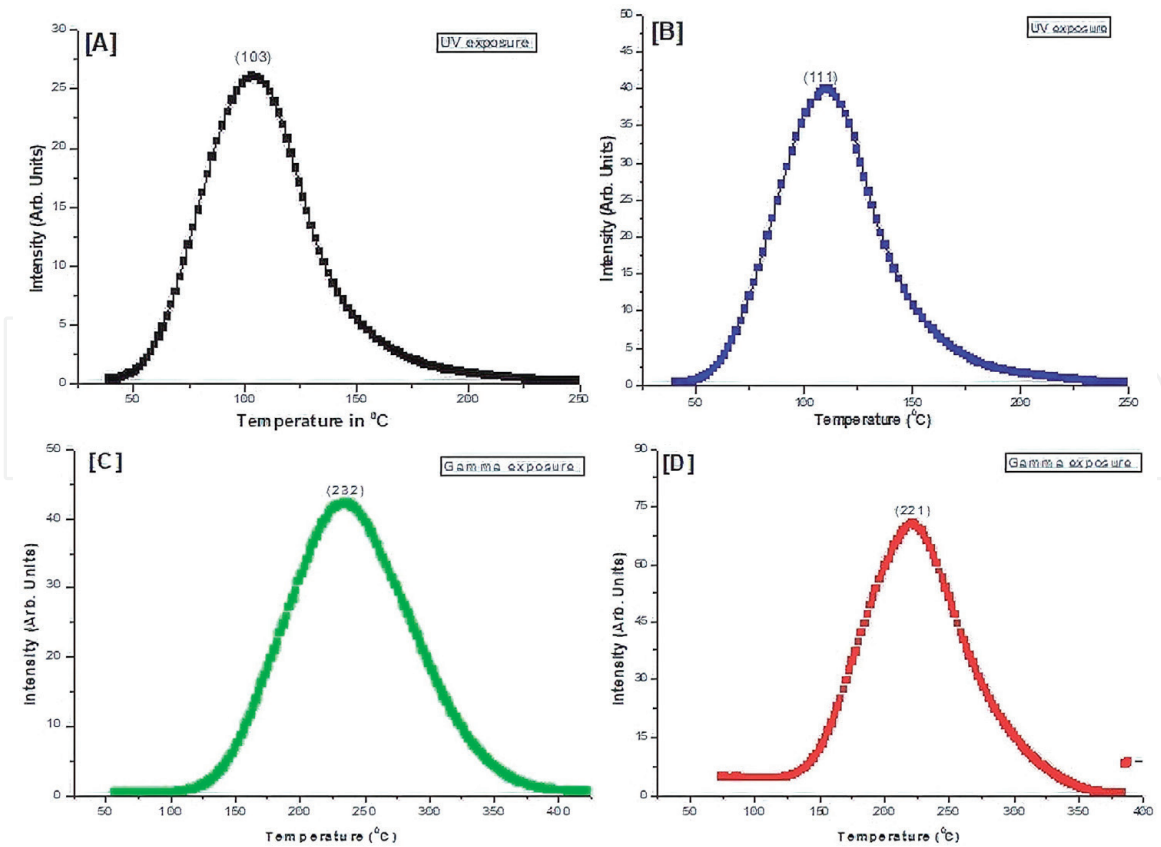 [A]
UV exposure
(103)
30
25
20
15
10
5
0
Intensity (Arb. Units)
50 100 150 200 250
Temperature in ⁰C
[B]
UV exposure
(111)
50
45
40
35
30
25
20
15
10
5
0
Intensity (Arb. Units)
50 100 150 200 250
Temperature (⁰C)
[C]
Gamma exposure
(232)
50
40
30
20
10
0
Intensity (Arb. Units)
50 100 150 200 250 300 350 400
Temperature (⁰C)
[D]
Gamma exposure
(221)
90
75
60
45
30
15
0
Intensity (Arb. Units)
50 100 150 200 250 300 350 400
Temperature (⁰C)